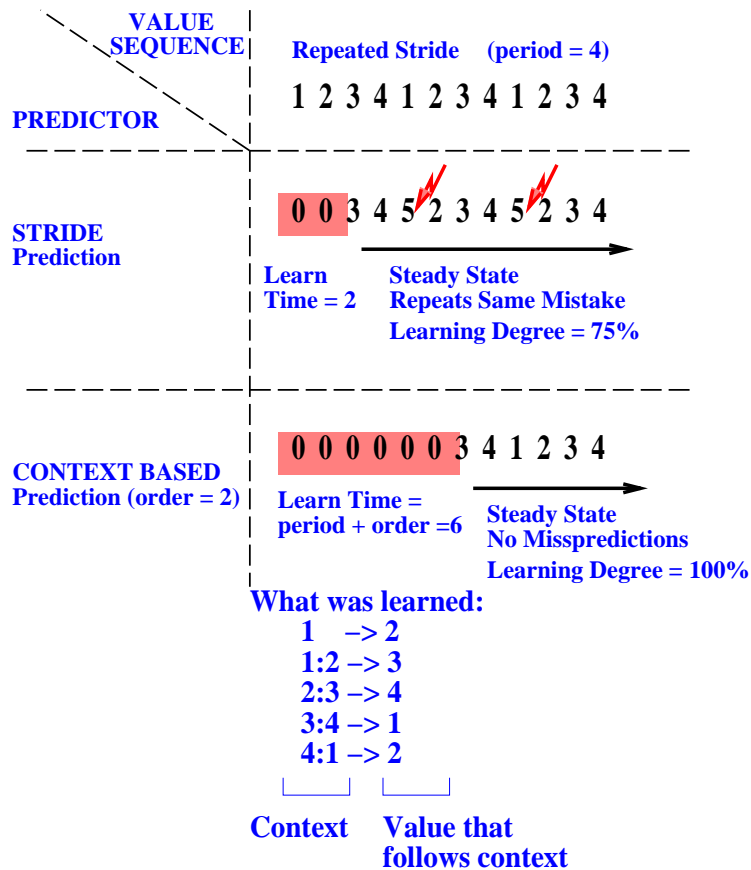 VALUE
SEQUENCE
PREDICTOR
Repeated Stride (period = 4)
1 2 3 4 1 2 3 4 1 2 3 4
STRIDE
Prediction
0 0 3 4 5 2 3 4 5 2 3 4
Learn
Time = 2
Steady State
Repeats Same Mistake
Learning Degree = 75%
CONTEXT BASED
Prediction (order = 2)
0 0 0 0 0 0 3 4 1 2 3 4
Learn Time =
period + order =6
Steady State
No Misspredictions
Learning Degree = 100%
What was learned:
1 –> 2
1:2 –> 3
2:3 –> 4
3:4 –> 1
4:1 –> 2
Context
Value that
follows context